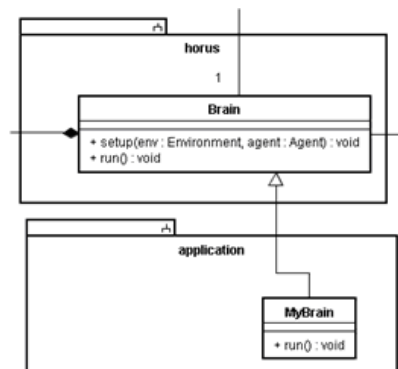 horus
1
Brain
+ setup(env : Environment, agent : Agent) : void
+ run() : void
application
MyBrain
+ run() : void